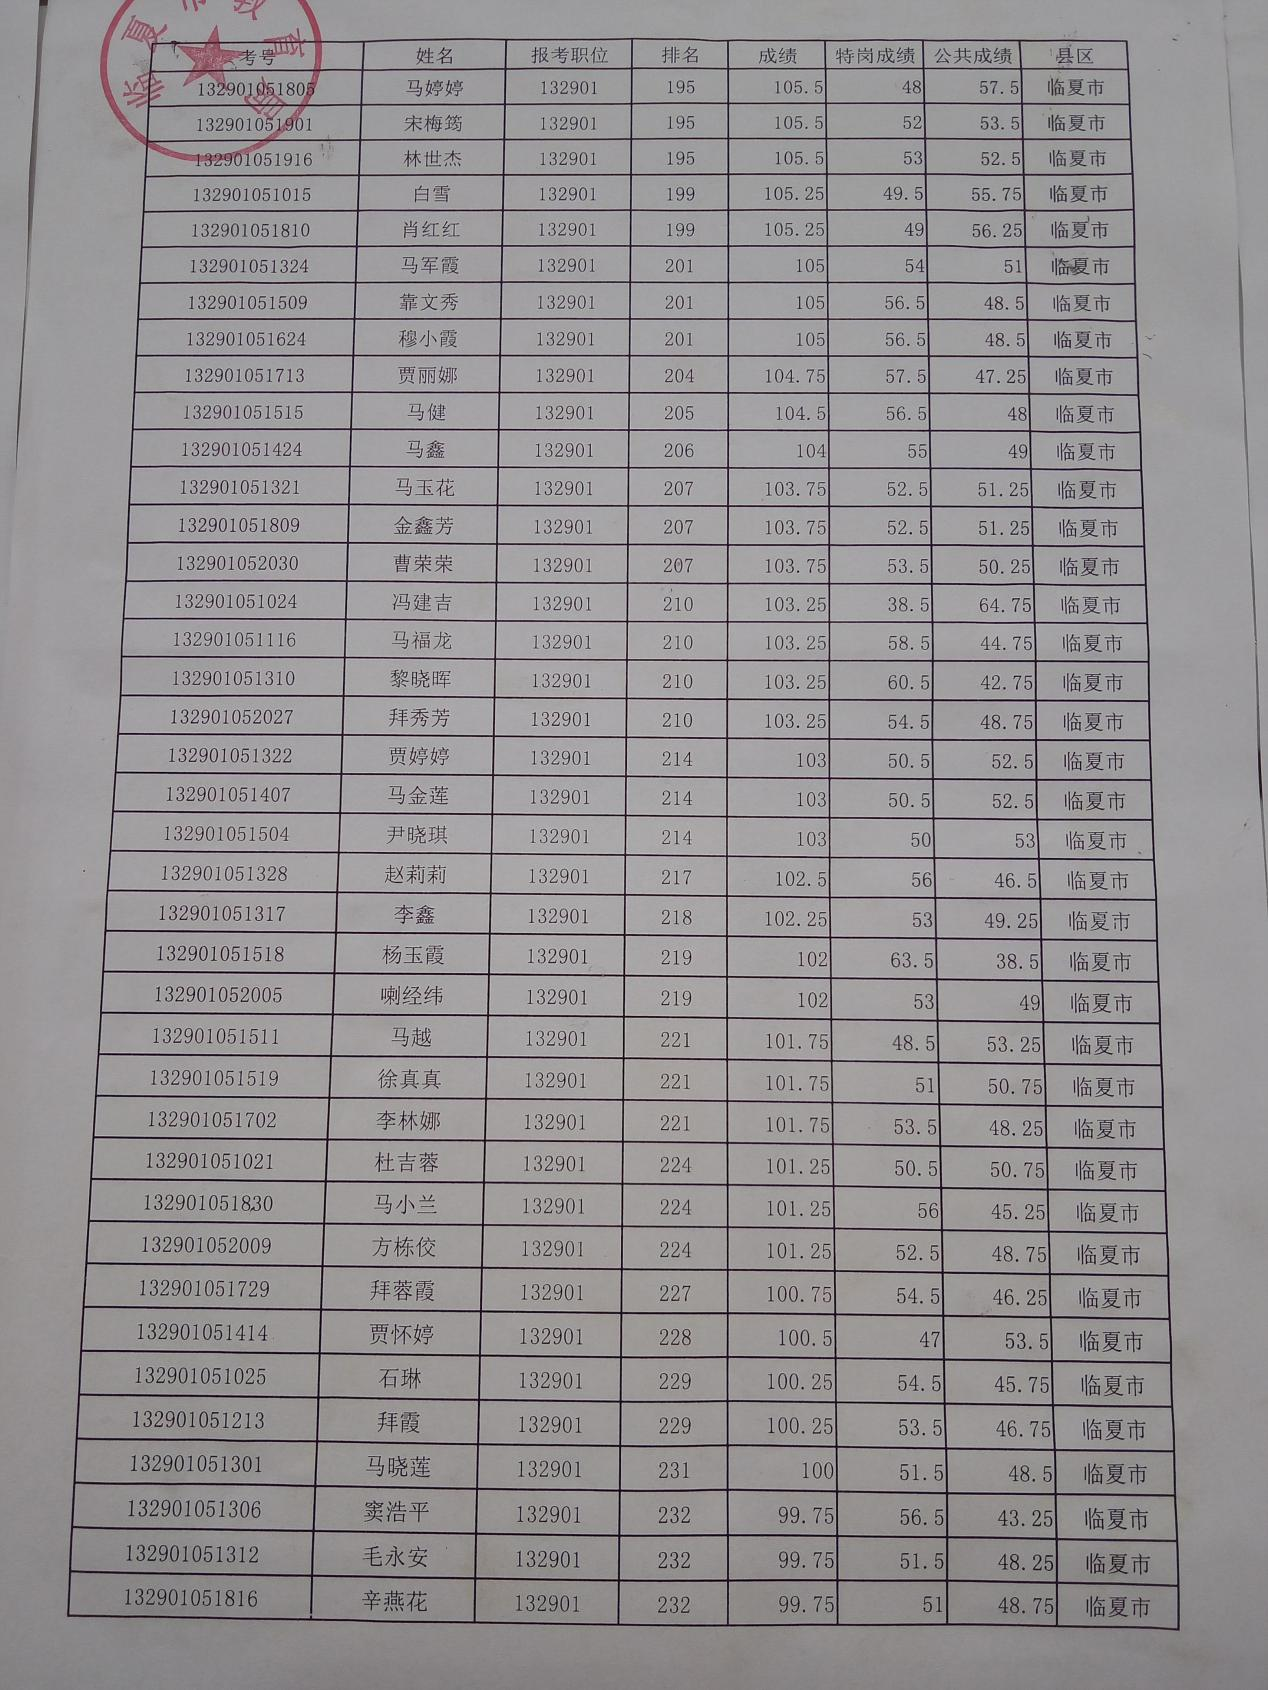 临夏市教育局
考号 姓名 报考职位 排名 成绩 特岗成绩 公共成绩 县区
132901051805 马婷婷 132901 195 105.5 48 57.5 临夏市
132901051901 宋梅筠 132901 195 105.5 52 53.5 临夏市
132901051916 林世杰 132901 195 105.5 53 52.5 临夏市
132901051015 白雪 132901 199 105.25 49.5 55.75 临夏市
132901051810 肖红红 132901 199 105.25 49 56.25 临夏市
132901051324 马军霞 132901 201 105 54 51 临夏市
132901051509 靠文秀 132901 201 105 56.5 48.5 临夏市
132901051624 穆小霞 132901 201 105 56.5 48.5 临夏市
132901051713 贾丽娜 132901 204 104.75 57.5 47.25 临夏市
132901051515 马健 132901 205 104.5 56.5 48 临夏市
132901051424 马鑫 132901 206 104 55 49 临夏市
132901051321 马玉花 132901 207 103.75 52.5 51.25 临夏市
132901051809 金鑫芳 132901 207 103.75 52.5 51.25 临夏市
132901052030 曹荣荣 132901 207 103.75 53.5 50.25 临夏市
132901051024 冯建吉 132901 210 103.25 38.5 64.75 临夏市
132901051116 马福龙 132901 210 103.25 58.5 44.75 临夏市
132901051310 黎晓晖 132901 210 103.25 60.5 42.75 临夏市
132901052027 拜秀芳 132901 210 103.25 54.5 48.75 临夏市
132901051322 贾婷婷 132901 214 103 50.5 52.5 临夏市
132901051407 马金莲 132901 214 103 50.5 52.5 临夏市
132901051504 尹晓琪 132901 214 103 50 53 临夏市
132901051328 赵莉莉 132901 217 102.5 56 46.5 临夏市
132901051317 李鑫 132901 218 102.25 53 49.25 临夏市
132901051518 杨玉霞 132901 219 102 63.5 38.5 临夏市
132901052005 喇经纬 132901 219 102 53 49 临夏市
132901051511 马越 132901 221 101.75 48.5 53.25 临夏市
132901051519 徐真真 132901 221 101.75 51 50.75 临夏市
132901051702 李林娜 132901 221 101.75 53.5 48.25 临夏市
132901051021 杜吉蓉 132901 224 101.25 50.5 50.75 临夏市
132901051830 马小兰 132901 224 101.25 56 45.25 临夏市
132901052009 方栋佼 132901 224 101.25 52.5 48.75 临夏市
132901051729 拜蓉霞 132901 227 100.75 54.5 46.25 临夏市
132901051414 贾怀婷 132901 228 100.5 47 53.5 临夏市
132901051025 石琳 132901 229 100.25 54.5 45.75 临夏市
132901051213 拜霞 132901 229 100.25 53.5 46.75 临夏市
132901051301 马晓莲 132901 231 100 51.5 48.5 临夏市
132901051306 窦浩平 132901 232 99.75 56.5 43.25 临夏市
132901051312 毛永安 132901 232 99.75 51.5 48.25 临夏市
132901051816 辛燕花 132901 232 99.75 51 48.75 临夏市